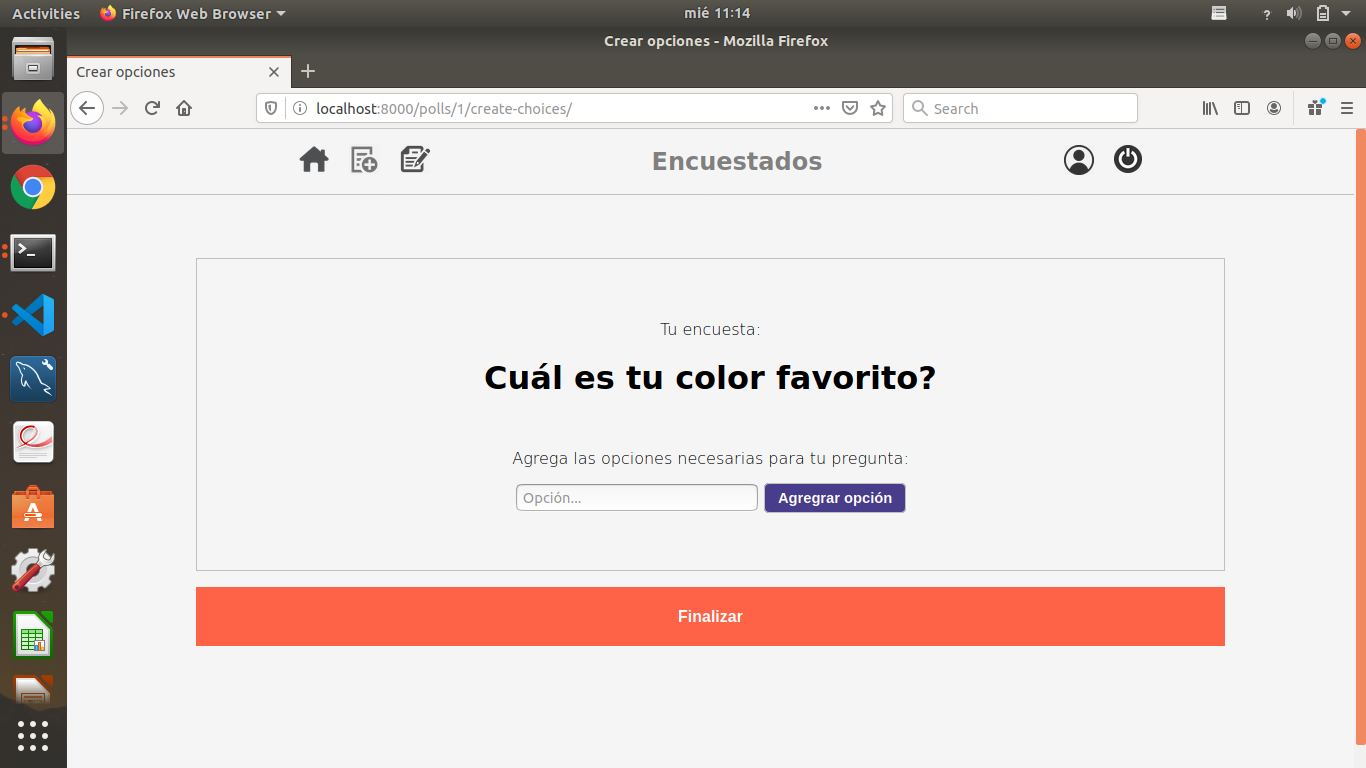 Activities
Firefox Web Browser
mié 11:14
?
Crear opciones - Mozilla Firefox
Crear opciones
localhost:8000/polls/1/create-choices/
Search
Encuestados
Tu encuesta:
Cuál es tu color favorito?
Agrega las opciones necesarias para tu pregunta:
Opción...
Agregrar opción
Finalizar